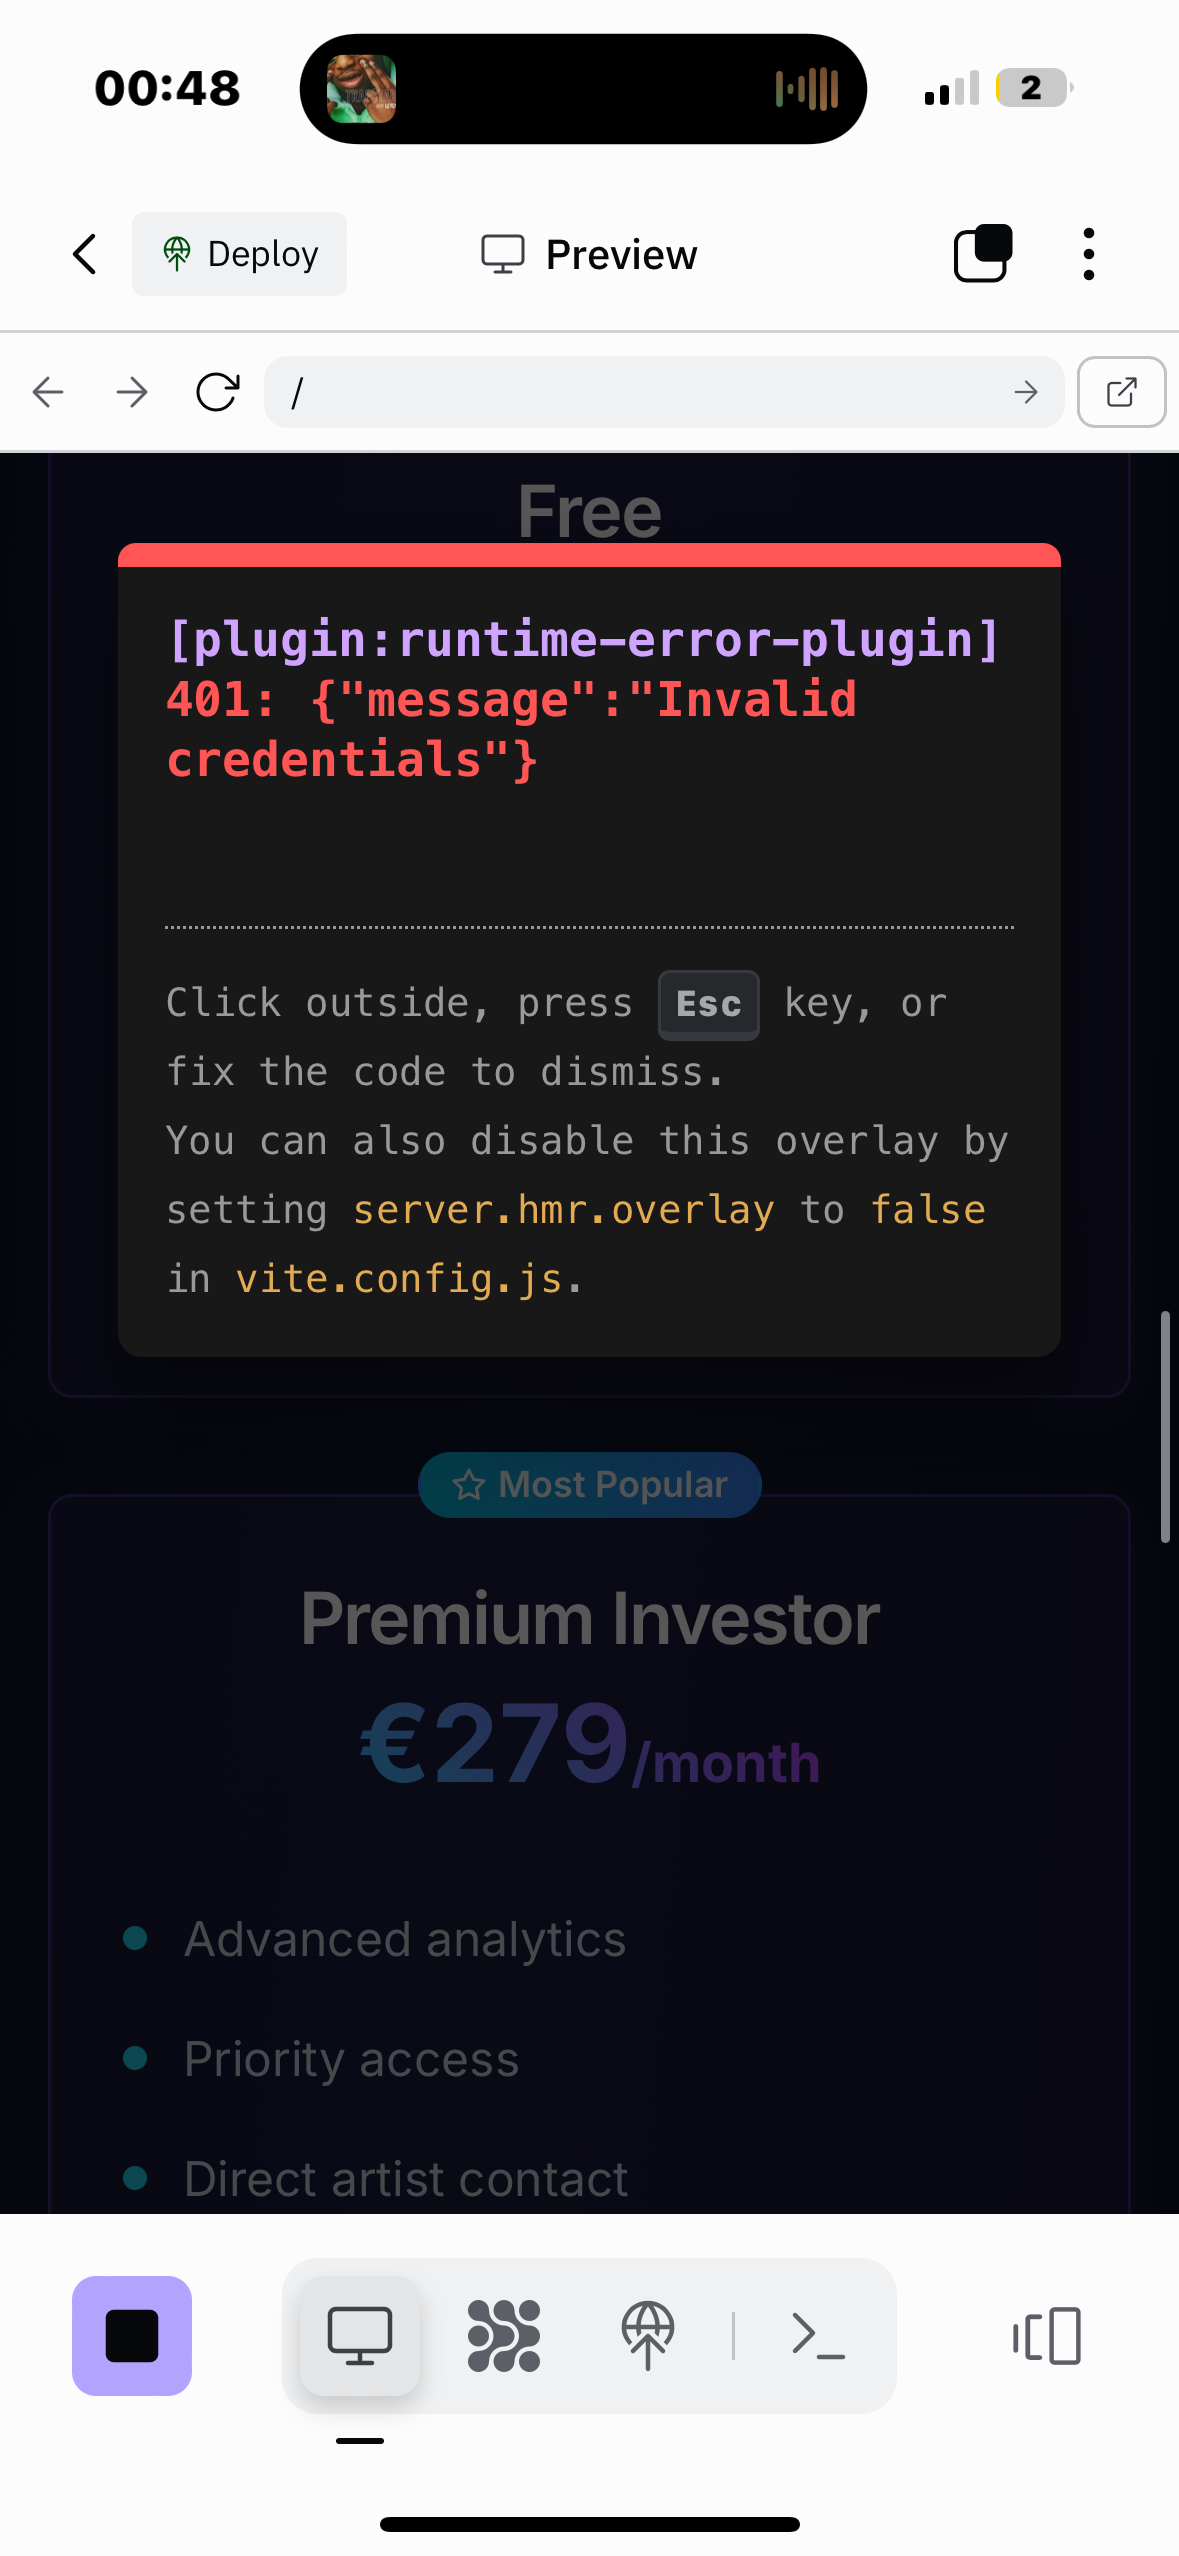 00:48
2
Deploy
Preview
/
Free
[plugin:runtime-error-plugin]
401: {"message":"Invalid
credentials"}
Click outside, press Esc key, or
fix the code to dismiss.
You can also disable this overlay by
setting server.hmr.overlay to false
in vite.config.js.
Most Popular
Premium Investor
€279/month
Advanced analytics
Priority access
Direct artist contact